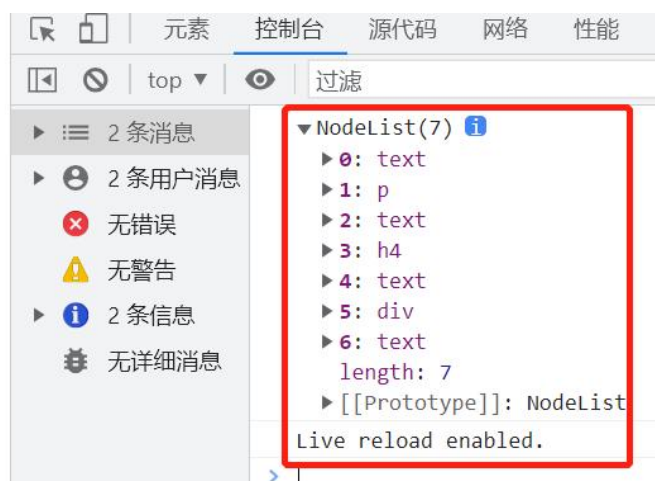 元素 控制台 源代码 网络 性能
top ▼ 过滤
2 条消息
2 条用户消息
无错误
无警告
2 条信息
无详细消息
▼NodeList(7)
▶0: text
▶1: p
▶2: text
▶3: h4
▶4: text
▶5: div
▶6: text
length: 7
▶[[Prototype]]: NodeList
Live reload enabled.
>